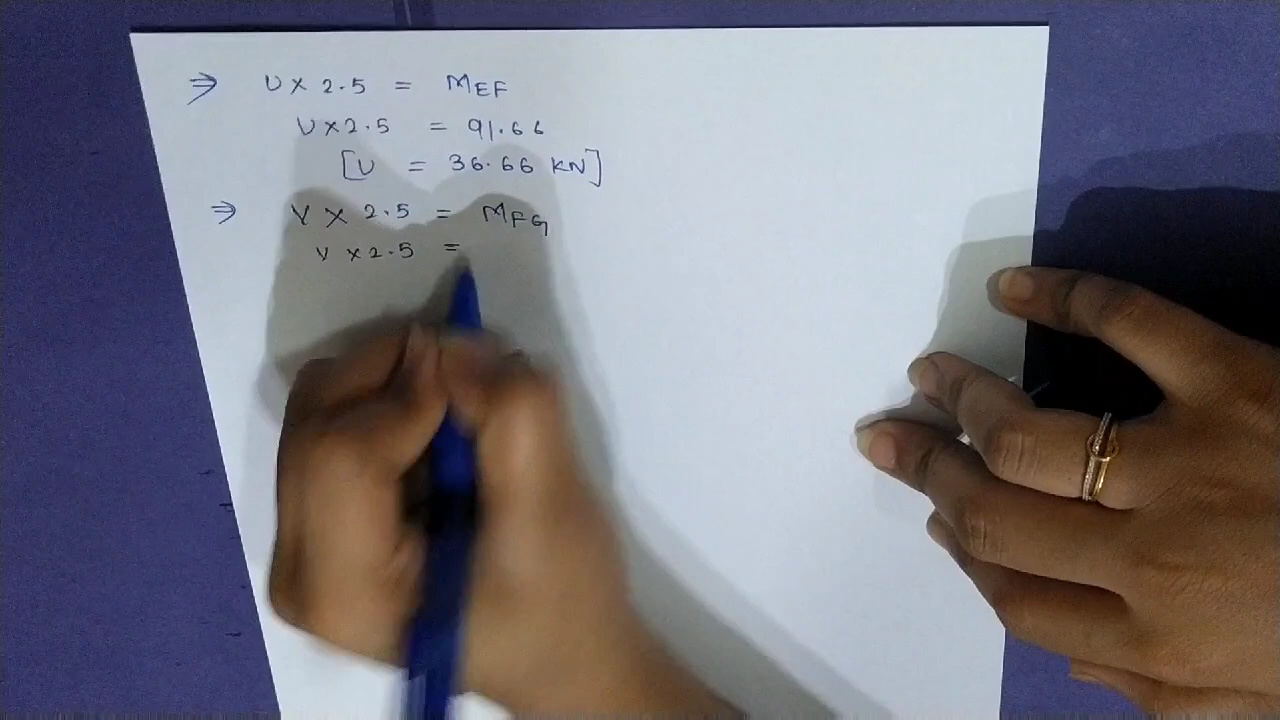 ⇒ U × 2.5 = MEF
U × 2.5 = 91.66
[U = 36.66 KN]
⇒ V × 2.5 = MFG
V × 2.5 =